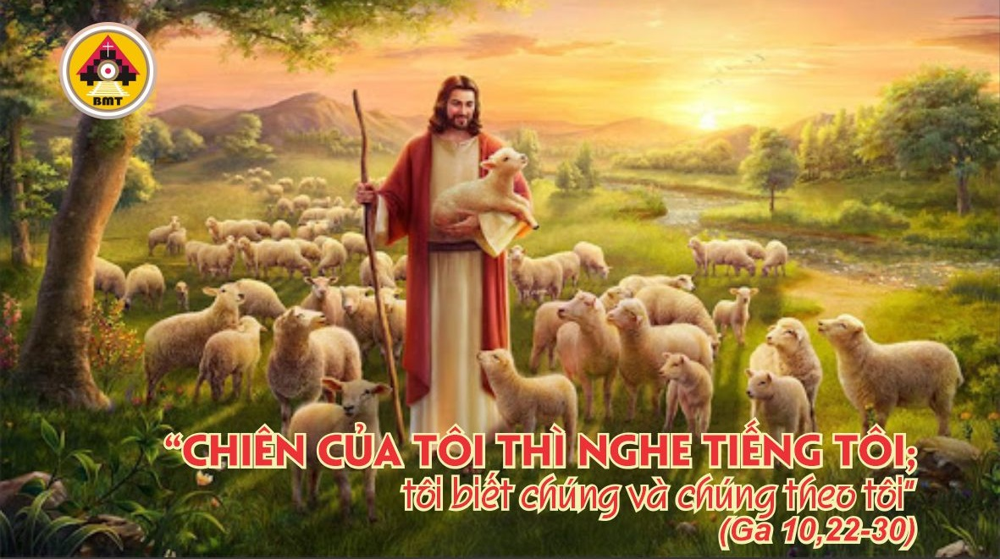 BMT
“CHIÊN CỦA TÔI THÌ NGHE TIẾNG TÔI;
tôi biết chúng và chúng theo tôi"
(Ga 10,22-30)